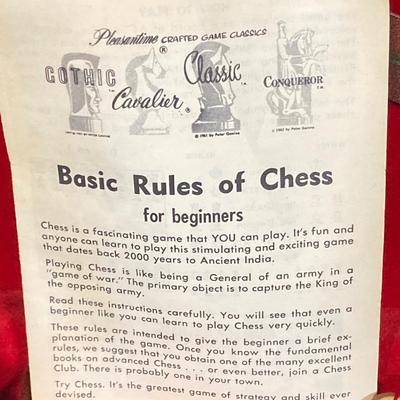 Pleasantime CRAFTED GAME CLASSICS
GOTHIC™
Cavalier®
Classic™
CONQUEROR T.M.
© 1961 by Peter Ganine
© 1962 by Peter Ganine
Basic Rules of Chess
for beginners
Chess is a fascinating game that YOU can play. It's fun and
anyone can learn to play this stimulating and exciting game
that dates back 2000 years to Ancient India.
Playing Chess is like being a General of an army in a
"game of war." The primary object is to capture the King of
the opposing army.
Read these instructions carefully. You will see that even a
beginner like you can learn to play Chess very quickly.
These rules are intended to give the beginner a brief ex-
planation of the game. Once you know the fundamental
rules, we suggest that you obtain one of the many excellent
books on advanced Chess . . . or even better, join a Chess
Club. There is probably one in your town.
Try Chess. It's the greatest game of strategy and skill ever
devised.